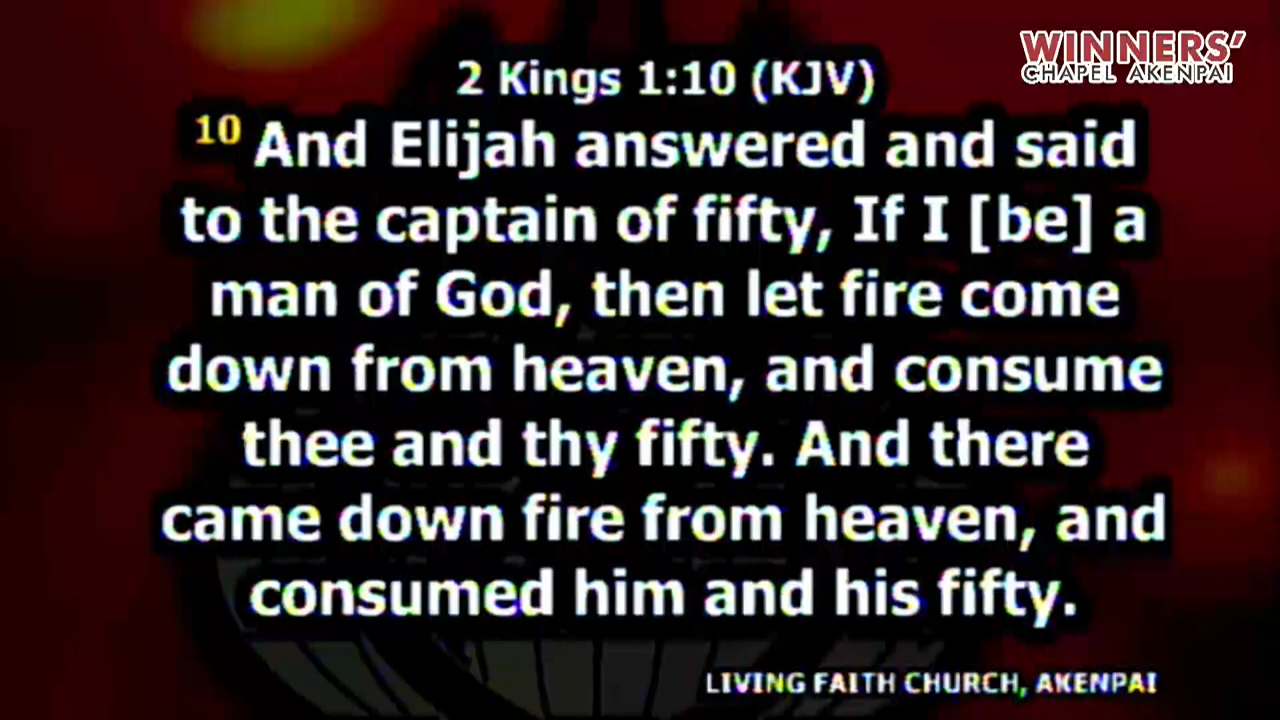 WINNERS'
CHAPEL AKENPAI
2 Kings 1:10 (KJV)
10 And Elijah answered and said
to the captain of fifty, If I [be] a
man of God, then let fire come
down from heaven, and consume
thee and thy fifty. And there
came down fire from heaven, and
consumed him and his fifty.
LIVING FAITH CHURCH, AKENPAI